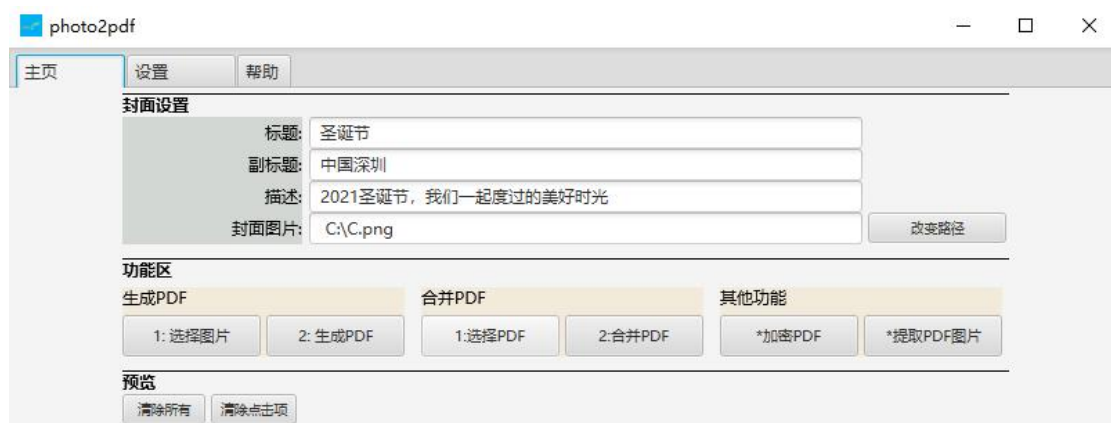 photo2pdf
主页 设置 帮助
封面设置
标题: 圣诞节
副标题: 中国深圳
描述: 2021圣诞节，我们一起度过的美好时光
封面图片: C:\C.png 改变路径
功能区
生成PDF 合并PDF 其他功能
1: 选择图片 2: 生成PDF 1:选择PDF 2:合并PDF *加密PDF *提取PDF图片
预览
清除所有 清除点击项